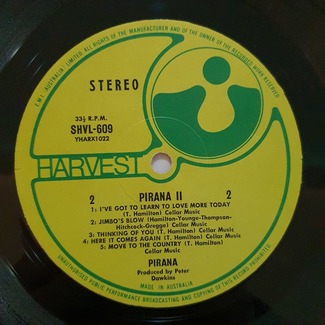 E.M.I. (AUSTRALIA) LIMITED. ALL RIGHTS OF THE MANUFACTURER AND OF THE OWNER OF THE RECORDED WORK RESERVED
STEREO
33⅓ R.P.M.
SHVL-609
YHARX1022
HARVEST
2 PIRANA II 2
1: I'VE GOT TO LEARN TO LOVE MORE TODAY
(T. Hamilton) Cellar Music
2: JIMBO'S BLOW (Hamilton-Younge-Thompson-
Hitchcock-Greggo) Cellar Music
3: THINKING OF YOU (T. Hamilton) Cellar Music
4: HERE IT COMES AGAIN (T. Hamilton) Cellar Music
5: MOVE TO THE COUNTRY (T. Hamilton)
Cellar Music
PIRANA
Produced by Peter
Dawkins
MADE IN AUSTRALIA
UNAUTHORISED PUBLIC PERFORMANCE BROADCASTING AND COPYING OF THIS RECORD PROHIBITED